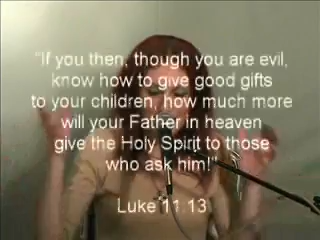 “If you then, though you are evil,
know how to give good gifts
to your children, how much more
will your Father in heaven
give the Holy Spirit to those
who ask him!”
Luke 11:13